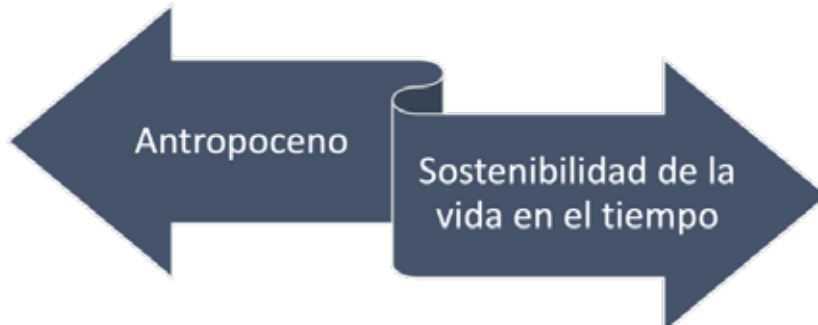 Antropoceno
Sostenibilidad de la
vida en el tiempo